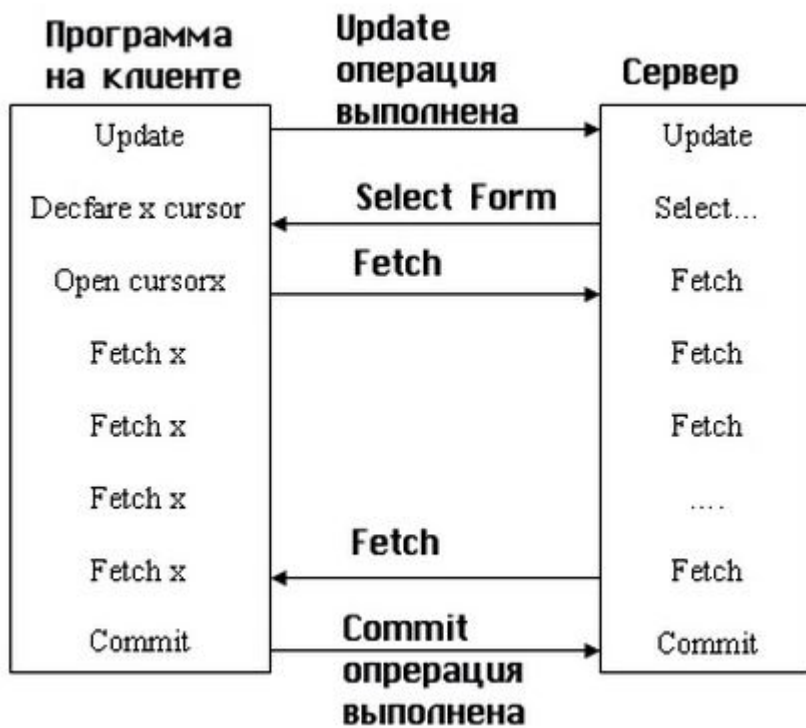 Программа
на клиенте
Update
операция
выполнена
Сервер
Update
Decfare x cursor
Open cursorx
Fetch x
Fetch x
Fetch x
Fetch x
Commit
Select Form
Fetch
Fetch
Commit
опрерация
выполнена
Update
Select...
Fetch
Fetch
Fetch
....
Fetch
Commit